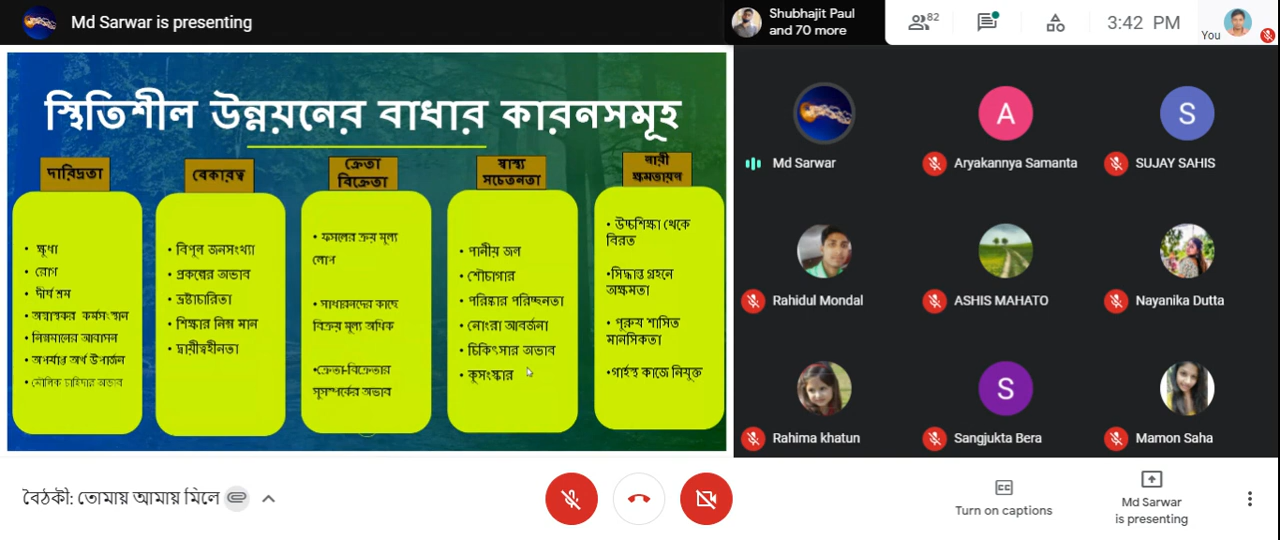 Md Sarwar is presenting
Shubhajit Paul
and 70 more
82
3:42 PM
You
স্থিতিশীল উন্নয়নের বাধার কারনসমূহ
দারিদ্রতা
ক্ষুধা
রোগ
দীর্ঘ শ্রম
অস্বাস্থ্যকর কর্মসংস্থান
নিম্নমানের আবাসন
অপর্যাপ্ত অর্থ উপার্জন
মৌলিক চাহিদার অভাব
বেকারত্ব
বিপুল জনসংখ্যা
প্রকল্পের অভাব
ভ্রষ্টাচারিতা
শিক্ষার নিম্ন মান
দ্বায়ীত্বহীনতা
ক্রেতা
বিক্রেতা
ফসলের ক্রয় মূল্য
লোপ
সাধারনদের কাছে
বিক্রয় মূল্য অধিক
ক্রেতা-বিক্রেতার
সুসম্পর্কের অভাব
স্বাস্থ্য
সচেতনতা
পানীয় জল
শৌচাগার
পরিষ্কার পরিচ্ছনতা
নোংরা আবর্জনা
চিকিৎসার অভাব
কুসংস্কার
নারী
ক্ষমতায়ণ
উচ্চশিক্ষা থেকে
বিরত
সিদ্ধান্ত গ্রহনে
অক্ষমতা
পুরুষ শাসিত
মানসিকতা
গার্হস্থ কাজে নিযুক্ত
Md Sarwar
A
Aryakannya Samanta
S
SUJAY SAHIS
Rahidul Mondal
ASHIS MAHATO
Nayanika Dutta
Rahima khatun
S
Sangjukta Bera
Mamon Saha
বৈঠকী: তোমায় আমায় মিলে
CC
Turn on captions
Md Sarwar
is presenting